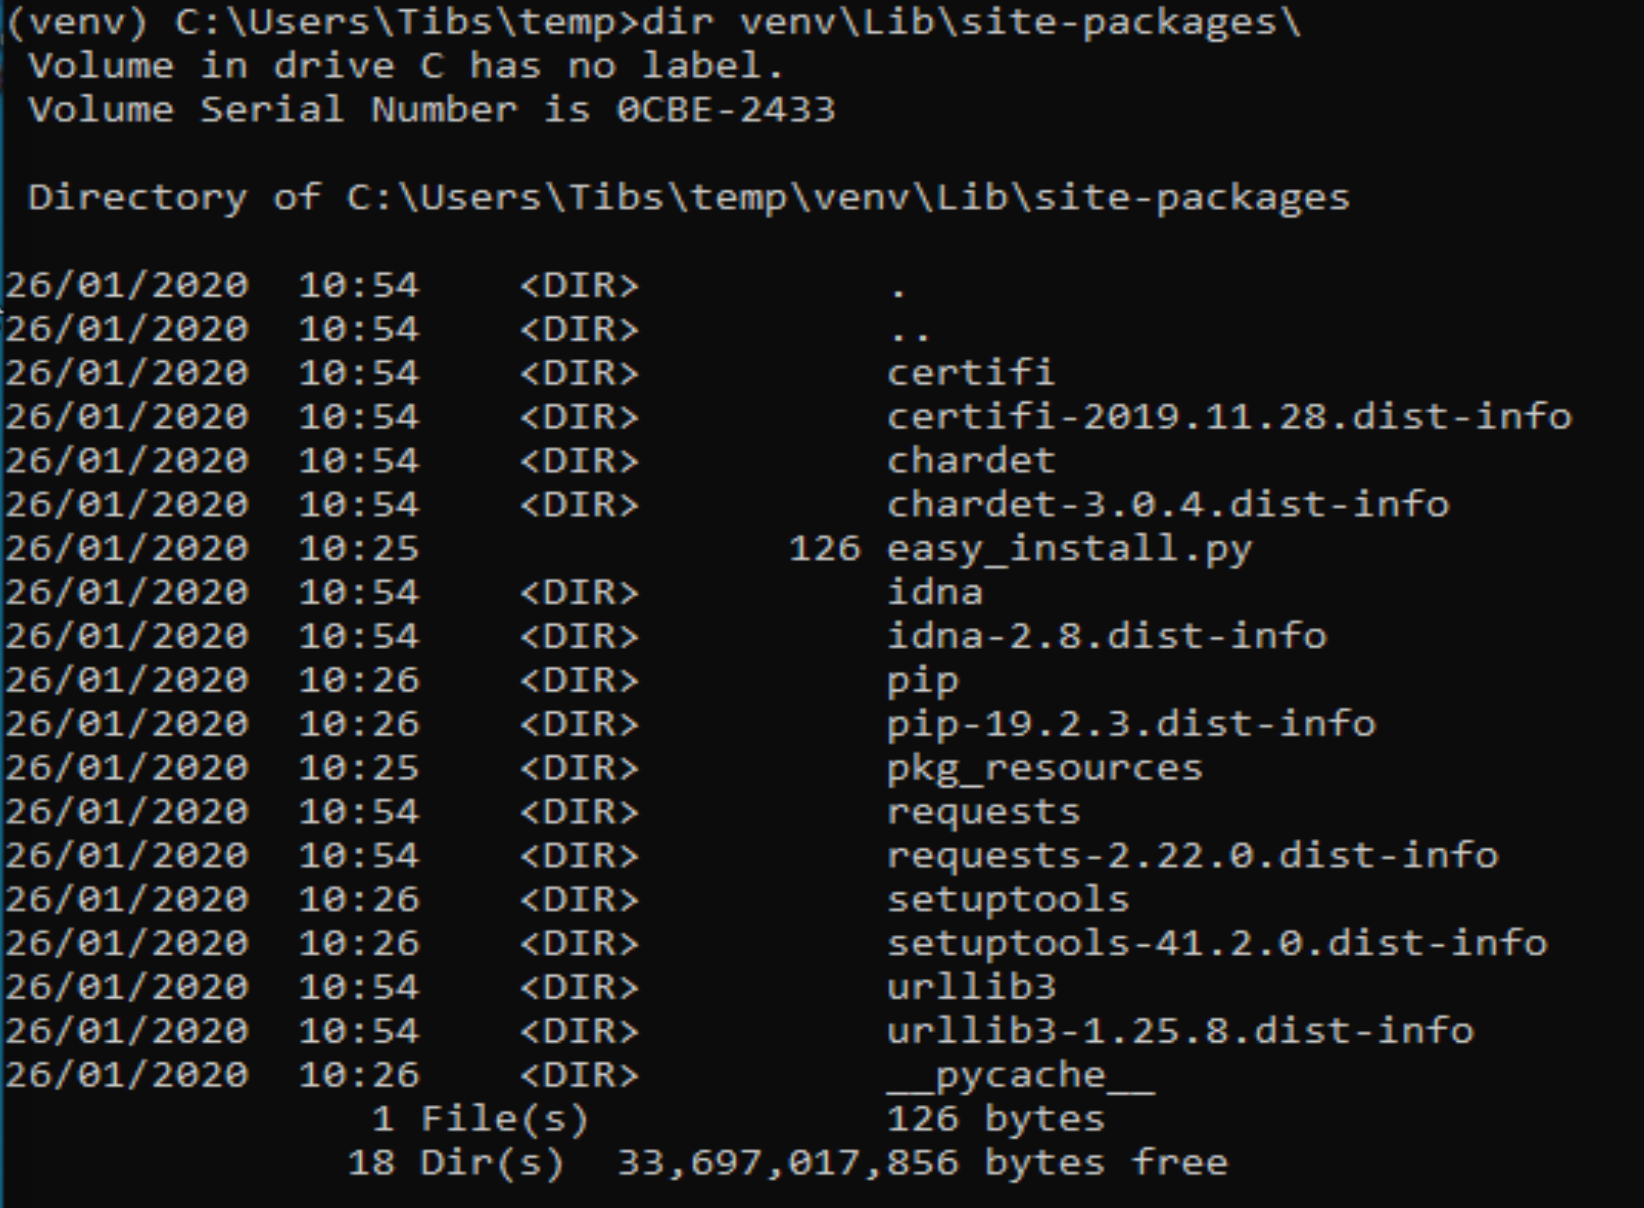 (venv) C:\Users\Tibs\temp>dir venv\Lib\site-packages\
 Volume in drive C has no label.
 Volume Serial Number is 0CBE-2433

 Directory of C:\Users\Tibs\temp\venv\Lib\site-packages

26/01/2020  10:54    <DIR>          .
26/01/2020  10:54    <DIR>          ..
26/01/2020  10:54    <DIR>          certifi
26/01/2020  10:54    <DIR>          certifi-2019.11.28.dist-info
26/01/2020  10:54    <DIR>          chardet
26/01/2020  10:54    <DIR>          chardet-3.0.4.dist-info
26/01/2020  10:25               126 easy_install.py
26/01/2020  10:54    <DIR>          idna
26/01/2020  10:54    <DIR>          idna-2.8.dist-info
26/01/2020  10:26    <DIR>          pip
26/01/2020  10:26    <DIR>          pip-19.2.3.dist-info
26/01/2020  10:25    <DIR>          pkg_resources
26/01/2020  10:54    <DIR>          requests
26/01/2020  10:54    <DIR>          requests-2.22.0.dist-info
26/01/2020  10:26    <DIR>          setuptools
26/01/2020  10:26    <DIR>          setuptools-41.2.0.dist-info
26/01/2020  10:54    <DIR>          urllib3
26/01/2020  10:54    <DIR>          urllib3-1.25.8.dist-info
26/01/2020  10:26    <DIR>          __pycache__
               1 File(s)            126 bytes
              18 Dir(s)  33,697,017,856 bytes free